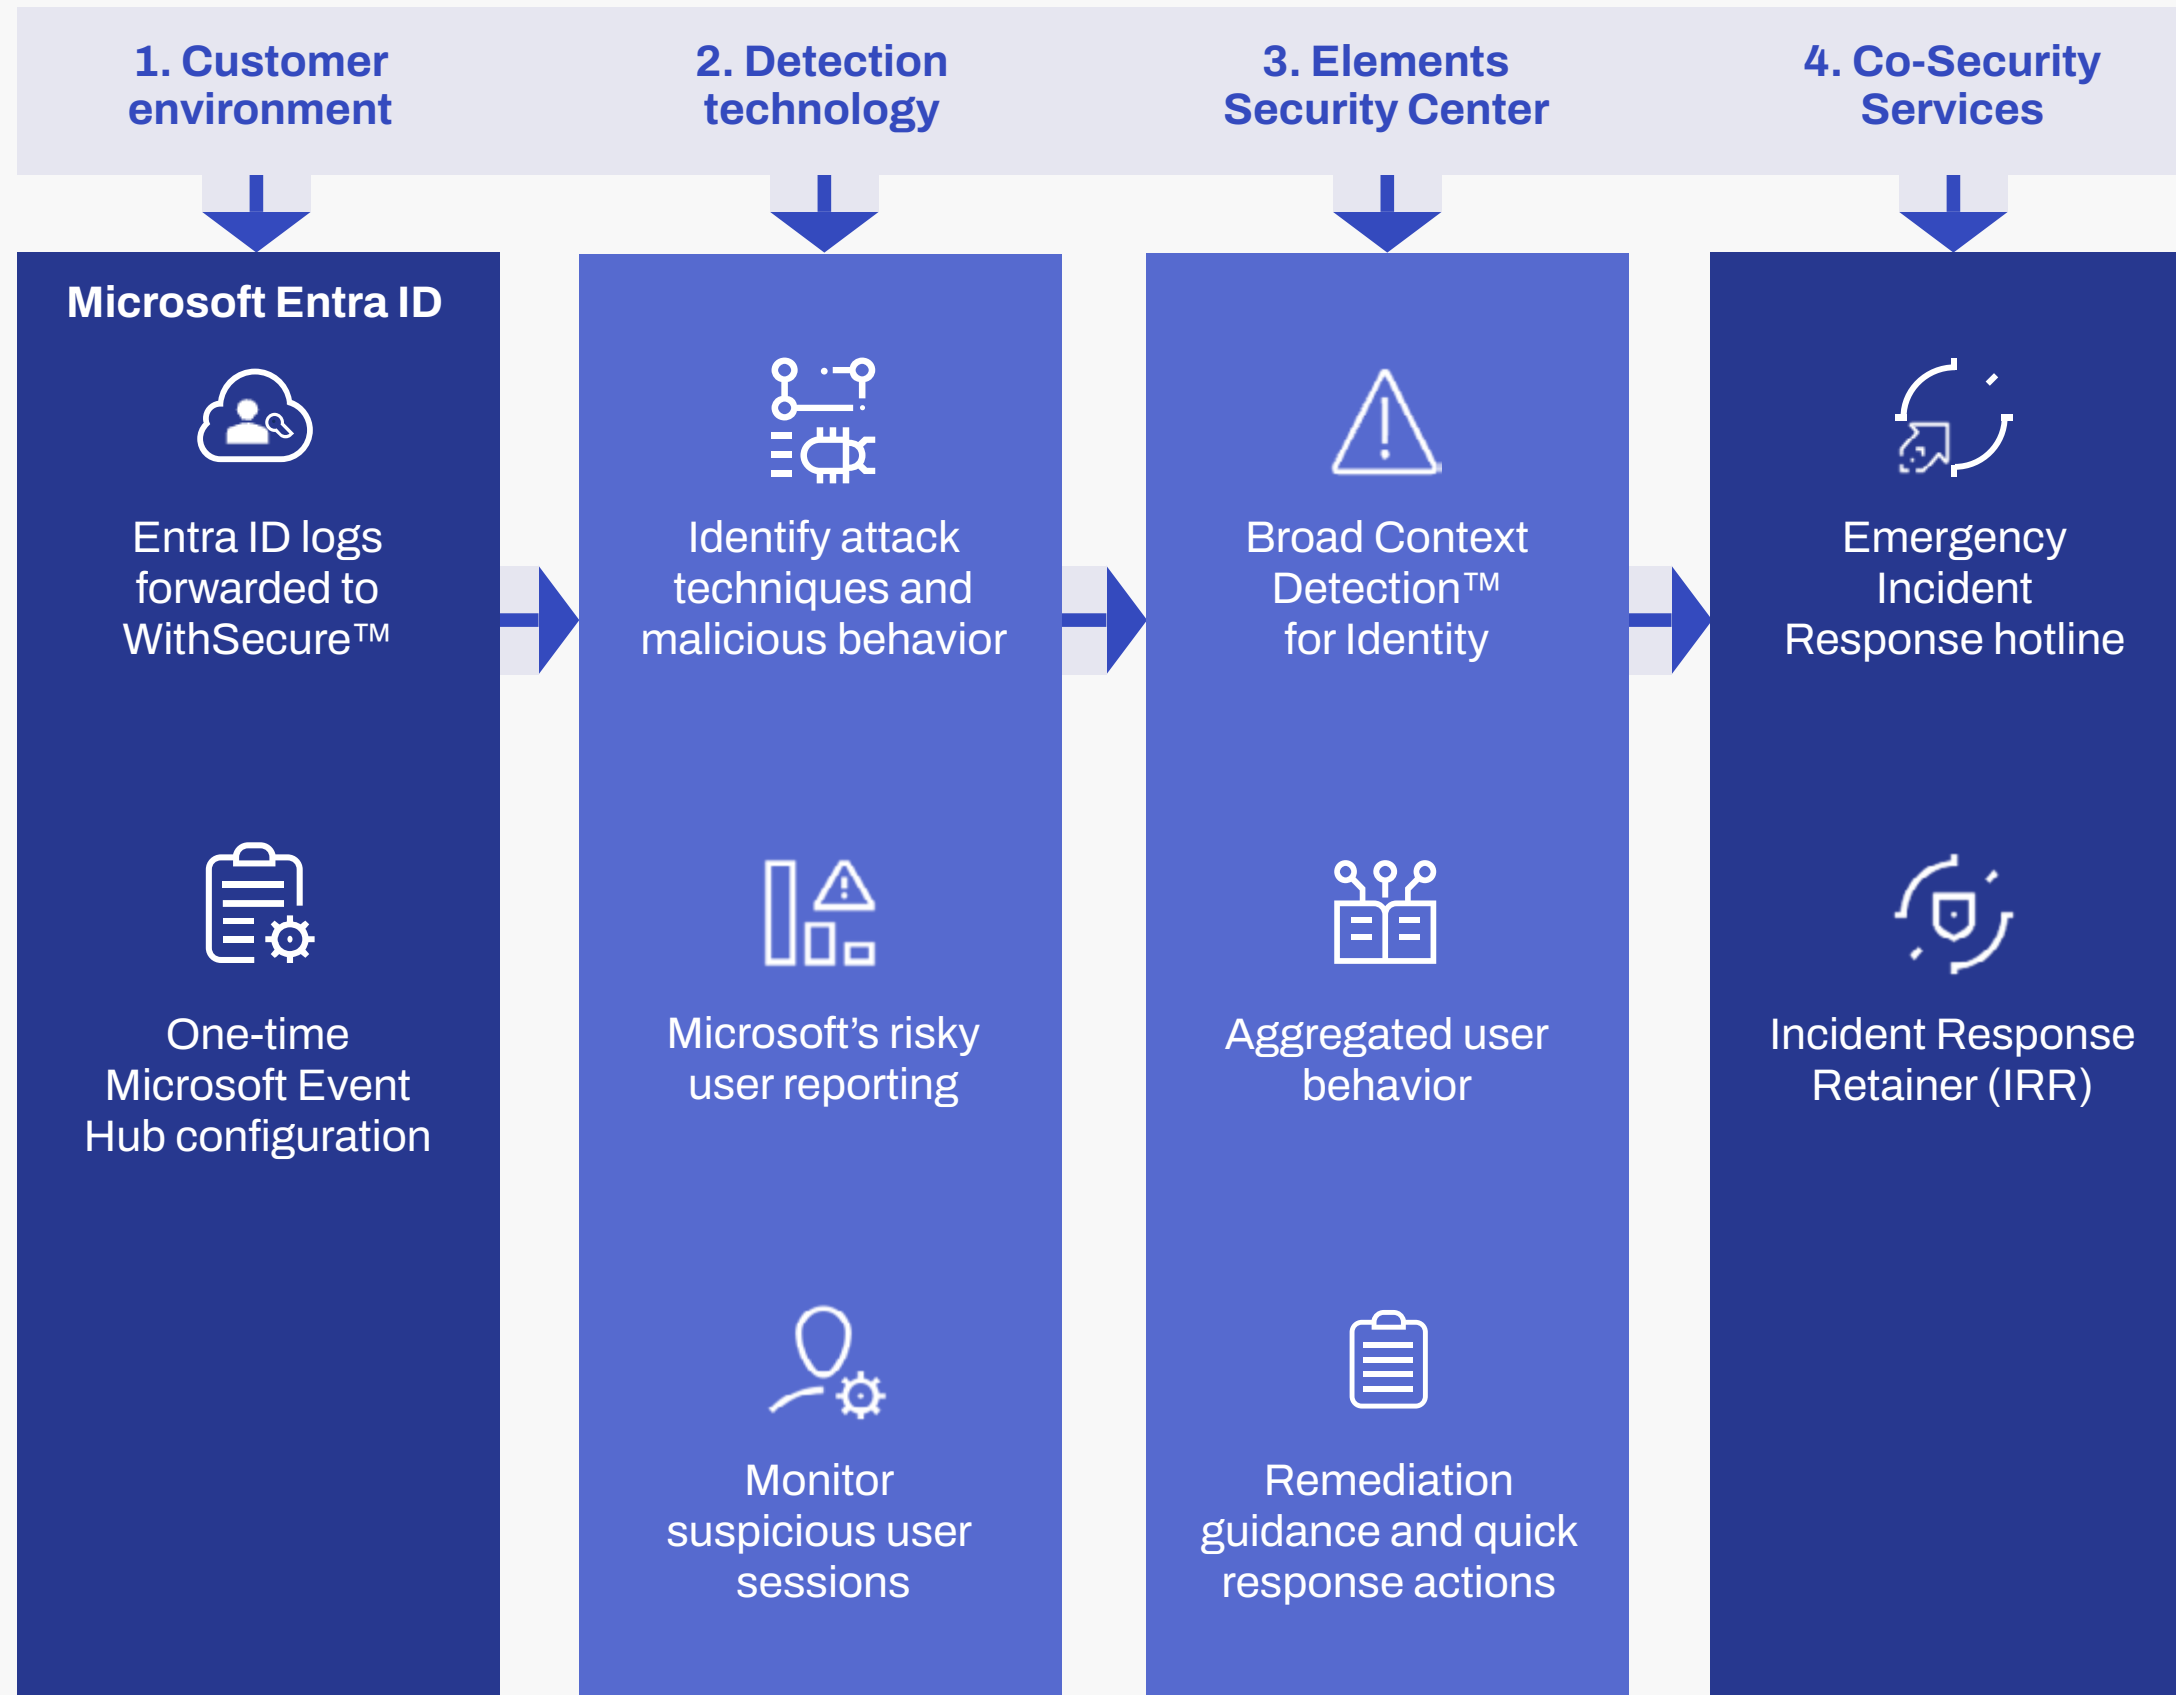 1. Customer
environment
2. Detection
technology
3. Elements
Security Center
4. Co-Security
Services
Microsoft Entra ID
Entra ID logs
forwarded to
WithSecure™
One-time
Microsoft Event
Hub configuration
Identify attack
techniques and
malicious behavior
Microsoft’s risky
user reporting
Monitor
suspicious user
sessions
Broad Context
Detection™
for Identity
Aggregated user
behavior
Remediation
guidance and quick
response actions
Emergency
Incident
Response hotline
Incident Response
Retainer (IRR)